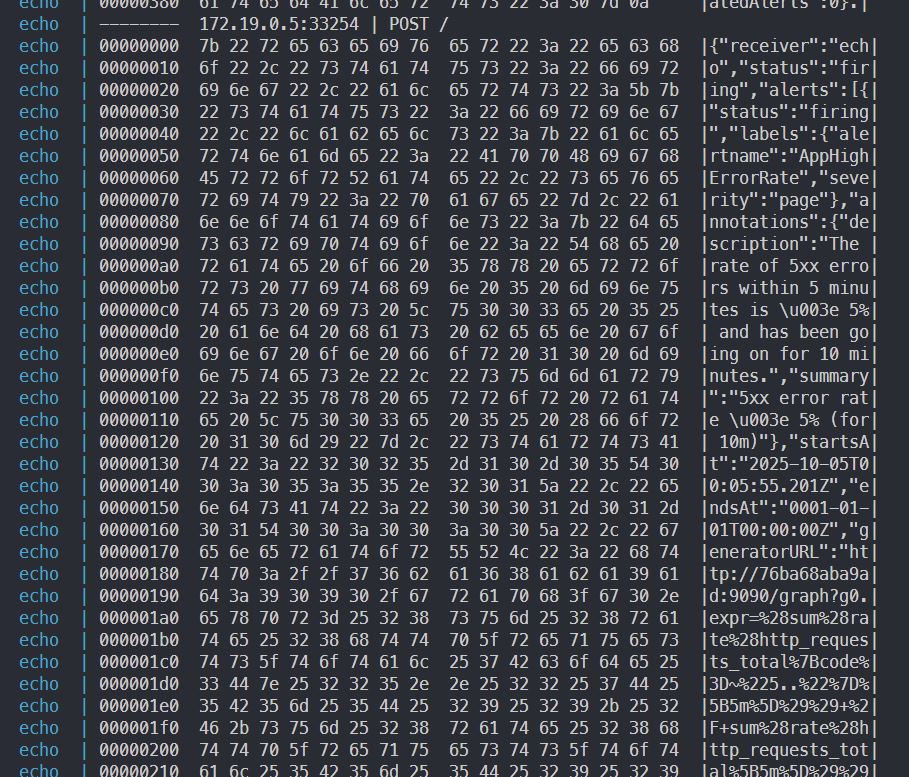 echo | 00000380 61 74 65 64 41 6c 65 72 74 73 22 3a 30 7d 0a |atedAlerts":0}.|
echo | -------- 172.19.0.5:33254 | POST /
echo | 00000000 7b 22 72 65 63 65 69 76 65 72 22 3a 22 65 63 68 |{"receiver":"ech|
echo | 00000010 6f 22 2c 22 73 74 61 74 75 73 22 3a 22 66 69 72 |o","status":"fir|
echo | 00000020 69 6e 67 22 2c 22 61 6c 65 72 74 73 22 3a 5b 7b |ing","alerts":[{|
echo | 00000030 22 73 74 61 74 75 73 22 3a 22 66 69 72 69 6e 67 |"status":"firing|
echo | 00000040 22 2c 22 6c 61 62 65 6c 73 22 3a 7b 22 61 6c 65 |","labels":{"ale|
echo | 00000050 72 74 6e 61 6d 65 22 3a 22 41 70 70 48 69 67 68 |rtname":"AppHigh|
echo | 00000060 45 72 72 6f 72 52 61 74 65 22 2c 22 73 65 76 65 |ErrorRate","seve|
echo | 00000070 72 69 74 79 22 3a 22 70 61 67 65 22 7d 2c 22 61 |rity":"page"},"a|
echo | 00000080 6e 6e 6f 74 61 74 69 6f 6e 73 22 3a 7b 22 64 65 |nnotations":{"de|
echo | 00000090 73 63 72 69 70 74 69 6f 6e 22 3a 22 54 68 65 20 |scription":"The |
echo | 000000a0 72 61 74 65 20 6f 66 20 35 78 78 20 65 72 72 6f |rate of 5xx erro|
echo | 000000b0 72 73 20 77 69 74 68 69 6e 20 35 20 6d 69 6e 75 |rs within 5 minu|
echo | 000000c0 74 65 73 20 69 73 20 5c 75 30 30 33 65 20 35 25 |tes is \u003e 5%|
echo | 000000d0 20 61 6e 64 20 68 61 73 20 62 65 65 6e 20 67 6f | and has been go|
echo | 000000e0 69 6e 67 20 6f 6e 20 66 6f 72 20 31 30 20 6d 69 |ing on for 10 mi|
echo | 000000f0 6e 75 74 65 73 2e 22 2c 22 73 75 6d 6d 61 72 79 |nutes.","summary|
echo | 00000100 22 3a 22 35 78 78 20 65 72 72 6f 72 20 72 61 74 |":"5xx error rat|
echo | 00000110 65 20 5c 75 30 30 33 65 20 35 25 20 28 66 6f 72 |e \u003e 5% (for|
echo | 00000120 20 31 30 6d 29 22 7d 2c 22 73 74 61 72 74 73 41 | 10m)"},"startsA|
echo | 00000130 74 22 3a 22 32 30 32 35 2d 31 30 2d 30 35 54 30 |t":"2025-10-05T0|
echo | 00000140 30 3a 30 35 3a 35 35 2e 32 30 31 5a 22 2c 22 65 |0:05:55.201Z","e|
echo | 00000150 6e 64 73 41 74 22 3a 22 30 30 30 31 2d 30 31 2d |ndsAt":"0001-01-|
echo | 00000160 30 31 54 30 30 3a 30 30 3a 30 30 5a 22 2c 22 67 |01T00:00:00Z","g|
echo | 00000170 65 6e 65 72 61 74 6f 72 55 52 4c 22 3a 22 68 74 |eneratorURL":"ht|
echo | 00000180 74 70 3a 2f 2f 37 36 62 61 36 38 61 62 61 39 61 |tp://76ba68aba9a|
echo | 00000190 64 3a 39 30 39 30 2f 67 72 61 70 68 3f 67 30 2e |d:9090/graph?g0.|
echo | 000001a0 65 78 70 72 3d 25 32 38 73 75 6d 25 32 38 72 61 |expr=%28sum%28ra|
echo | 000001b0 74 65 25 32 38 68 74 74 70 5f 72 65 71 75 65 73 |te%28http_reques|
echo | 000001c0 74 73 5f 74 6f 74 61 6c 25 37 42 63 6f 64 65 25 |ts_total%7Bcode%|
echo | 000001d0 33 44 7e 25 32 32 35 2e 2e 25 32 32 25 37 44 25 |3D~%225..%22%7D%|
echo | 000001e0 35 42 35 6d 25 35 44 25 32 39 25 32 39 2b 25 32 |5B5m%5D%29%29+%2|
echo | 000001f0 46 2b 73 75 6d 25 32 38 72 61 74 65 25 32 38 68 |F+sum%28rate%28h|
echo | 00000200 74 74 70 5f 72 65 71 75 65 73 74 73 5f 74 6f 74 |ttp_requests_tot|
echo | 00000210 61 6c 25 35 42 35 6d 25 35 44 25 32 39 25 32 39 |al%5B5m%5D%29%29|